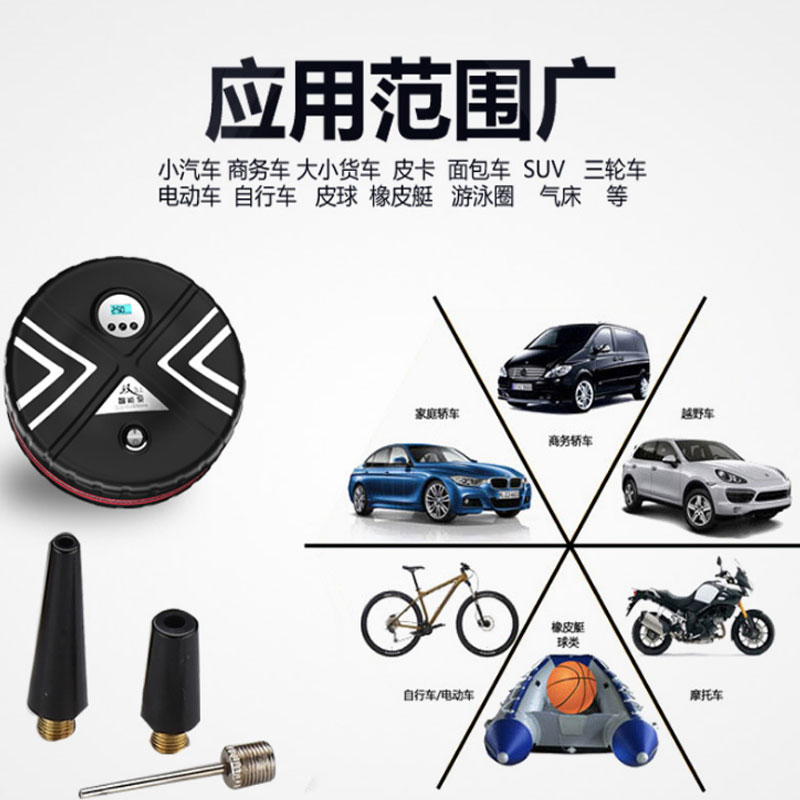 应用范围广
小汽车 商务车 大小货车 皮卡 面包车 SUV 三轮车
电动车 自行车 皮球 橡皮艇 游泳圈 气床 等
250
家庭轿车
商务轿车
越野车
自行车/电动车
橡皮艇
球类
摩托车